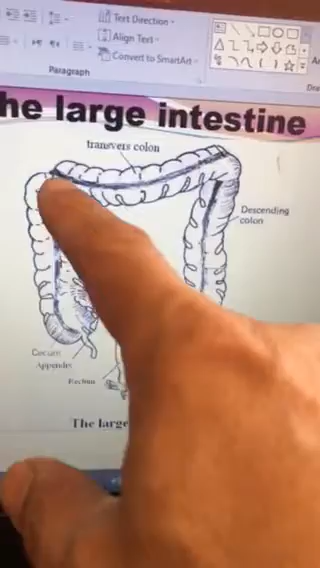 Text Direction
Align Text
Convert to SmartArt
Paragraph
he large intestine
transvers colon
Descending
colon
Cecum
Appendix
Rectum
The large